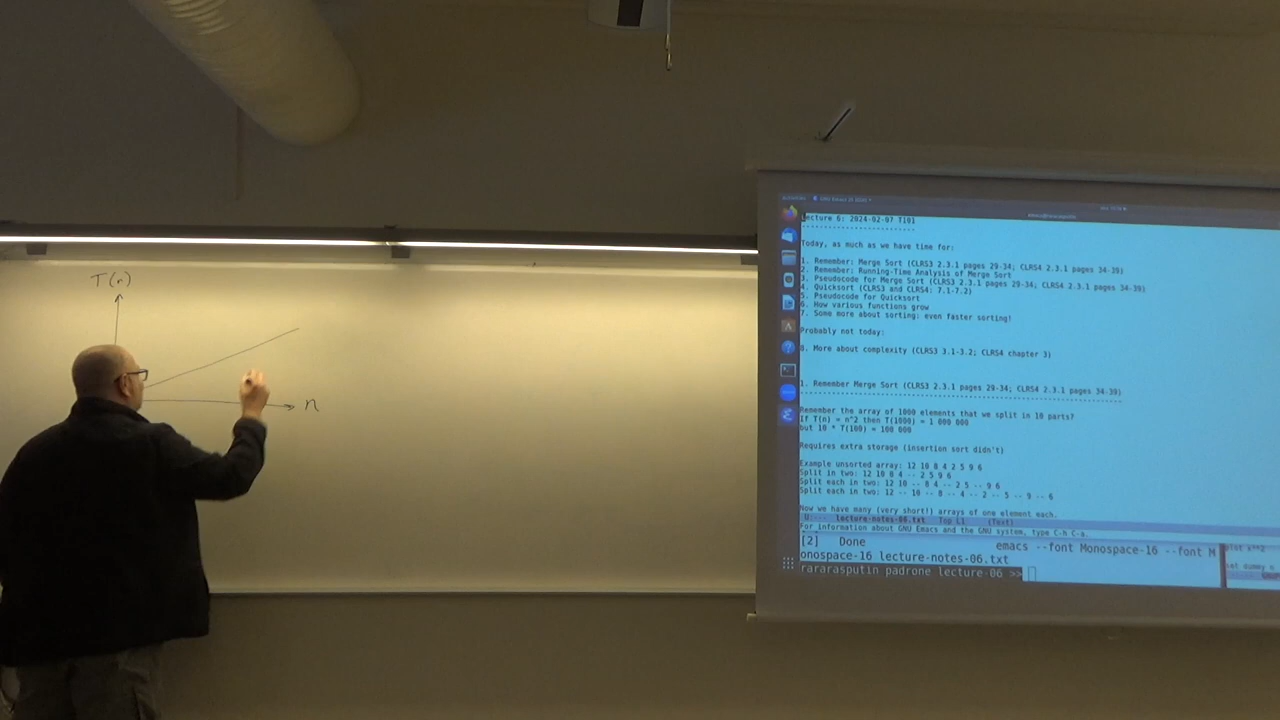 T(n)
n
Lecture 6: 2024-02-07 T101
--------------------------
Today, as much as we have time for:
1. Remember: Merge Sort (CLRS3 2.3.1 pages 29-34; CLRS4 2.3.1 pages 34-39)
2. Remember: Running-Time Analysis of Merge Sort
3. Pseudocode for Merge Sort (CLRS3 2.3.1 pages 29-34; CLRS4 2.3.1 pages 34-39)
4. Quicksort (CLRS3 and CLRS4: 7.1-7.2)
5. Pseudocode for Quicksort
6. How various functions grow
7. Some more about sorting: even faster sorting!
Probably not today:
8. More about complexity (CLRS3 3.1-3.2; CLRS4 chapter 3)
1. Remember Merge Sort (CLRS3 2.3.1 pages 29-34; CLRS4 2.3.1 pages 34-39)
--------------------------------------------------------------------------
Remember the array of 1000 elements that we split in 10 parts?
If T(n) = n^2 then T(1000) = 1 000 000
but 10 * T(100) = 100 000
Requires extra storage (insertion sort didn't)
Example unsorted array: 12 10 8 4 2 5 9 6
Split in two: 12 10 8 4 -- 2 5 9 6
Split each in two: 12 10 -- 8 4 -- 2 5 -- 9 6
Split each in two: 12 -- 10 -- 8 -- 4 -- 2 -- 5 -- 9 -- 6
Now we have many (very short!) arrays of one element each.
U:---- lecture-notes-06.txt Top L1 (Text)
For information about GNU Emacs and the GNU system, type C-h C-a.
[2] Done emacs --font Monospace-16 --font M
onospace-16 lecture-notes-06.txt
rararasputin padrone lecture-06 >>
plot x**2
set dummy n